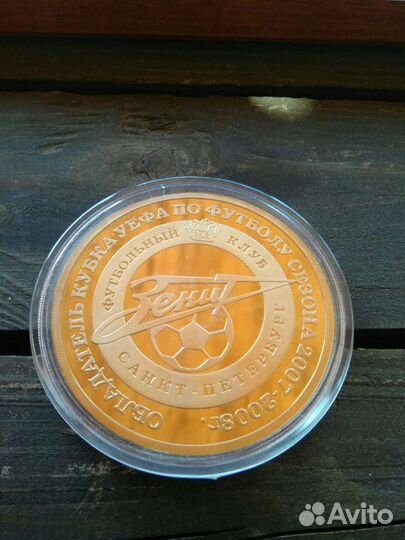 ОБЛАДАТЕЛЬ КУБКА УЕФА ПО ФУТБОЛУ СЕЗОНА 2007-2008г.
ФУТБОЛЬНЫЙ КЛУБ
Зенит
САНКТ-ПЕТЕРБУРГ
Avito